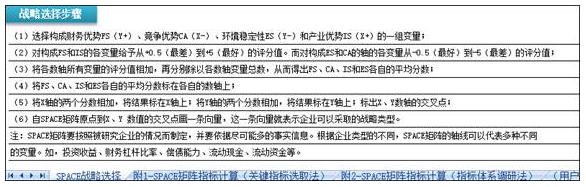 战略选择步骤
（1）选择构成财务优势FS（Y+）、竞争优势CA（X-）、环境稳定性ES（Y-）和产业优势IS（X+）的一组变量；
（2）对构成FS和IS的各变量给予从+0.5（最差）到+5（最好）的评分值。而对构成ES和CA的轴的各变量从-0.5（最好）到-5（最差）的评分值；
（3）将各数轴所有变量的评分值相加，再分别除以各数轴变量总数，从而得出FS、CA、IS和ES各自的平均分数；
（4）将FS、CA、IS和ES各自的平均分数标在各自的数轴上；
（5）将X轴的两个分数相加，将结果标在X轴上；将Y轴的两个分数相加，将结果标在Y轴上；标出X、Y数轴的交叉点；
（6）自SPACE矩阵原点到X、Y 数值的交叉点画一条向量，这一条向量就表示企业可以采取的战略类型。
注：SPACE矩阵要按照被研究企业的情况而制定，并要依据尽可能多的事实信息。根据企业类型的不同，SPACE矩阵的轴线可以代表多种不同
的变量。如，投资收益、财务杠杆比率、偿债能力、流动现金、流动资金等。
SPACE战略选择 附1-SPACE矩阵指标计算（关键指标选取法） 附2-SPACE矩阵指标计算（指标体系调研法） （用户